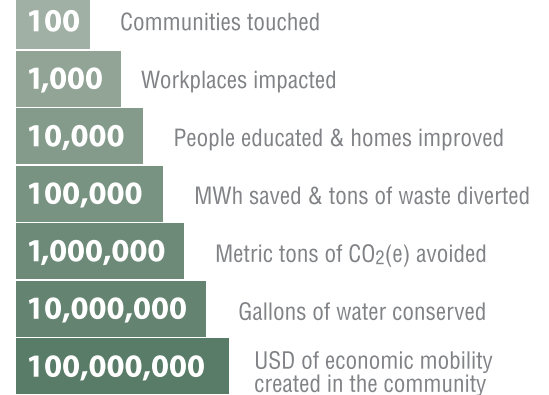 100 Communities touched
1,000 Workplaces impacted
10,000 People educated & homes improved
100,000 MWh saved & tons of waste diverted
1,000,000 Metric tons of CO2(e) avoided
10,000,000 Gallons of water conserved
100,000,000 USD of economic mobility
created in the community